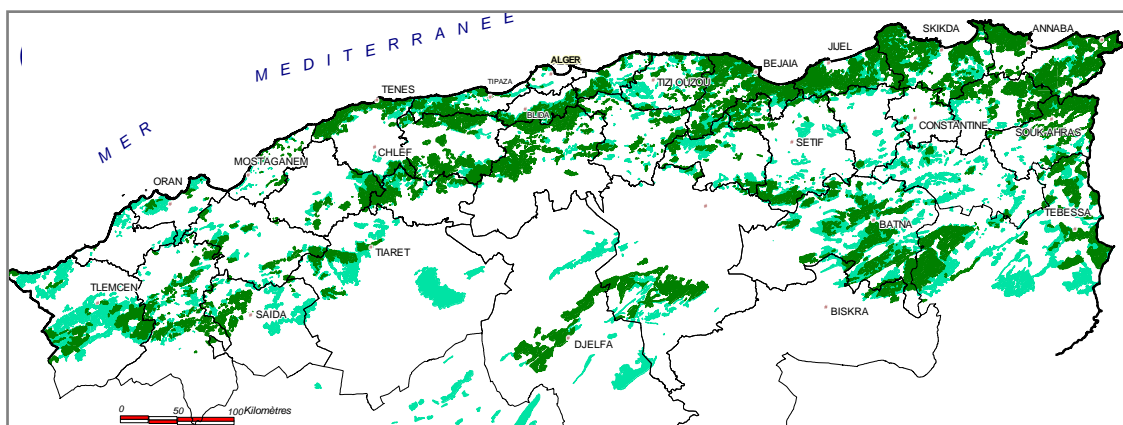 MER MEDITERRANEE
SKIKDA
ANNABA
JIJEL
ALGER
BEJAIA
TIPAZA
TIZI OUZOU
TENES
BLIDA
CONSTANTINE
SOUK-AHRAS
SETIF
CHLEF
MOSTAGANEM
ORAN
TEBESSA
BATNA
TIARET
TLEMCEN
SAIDA
BISKRA
DJELFA
0 50 100 Kilomètres